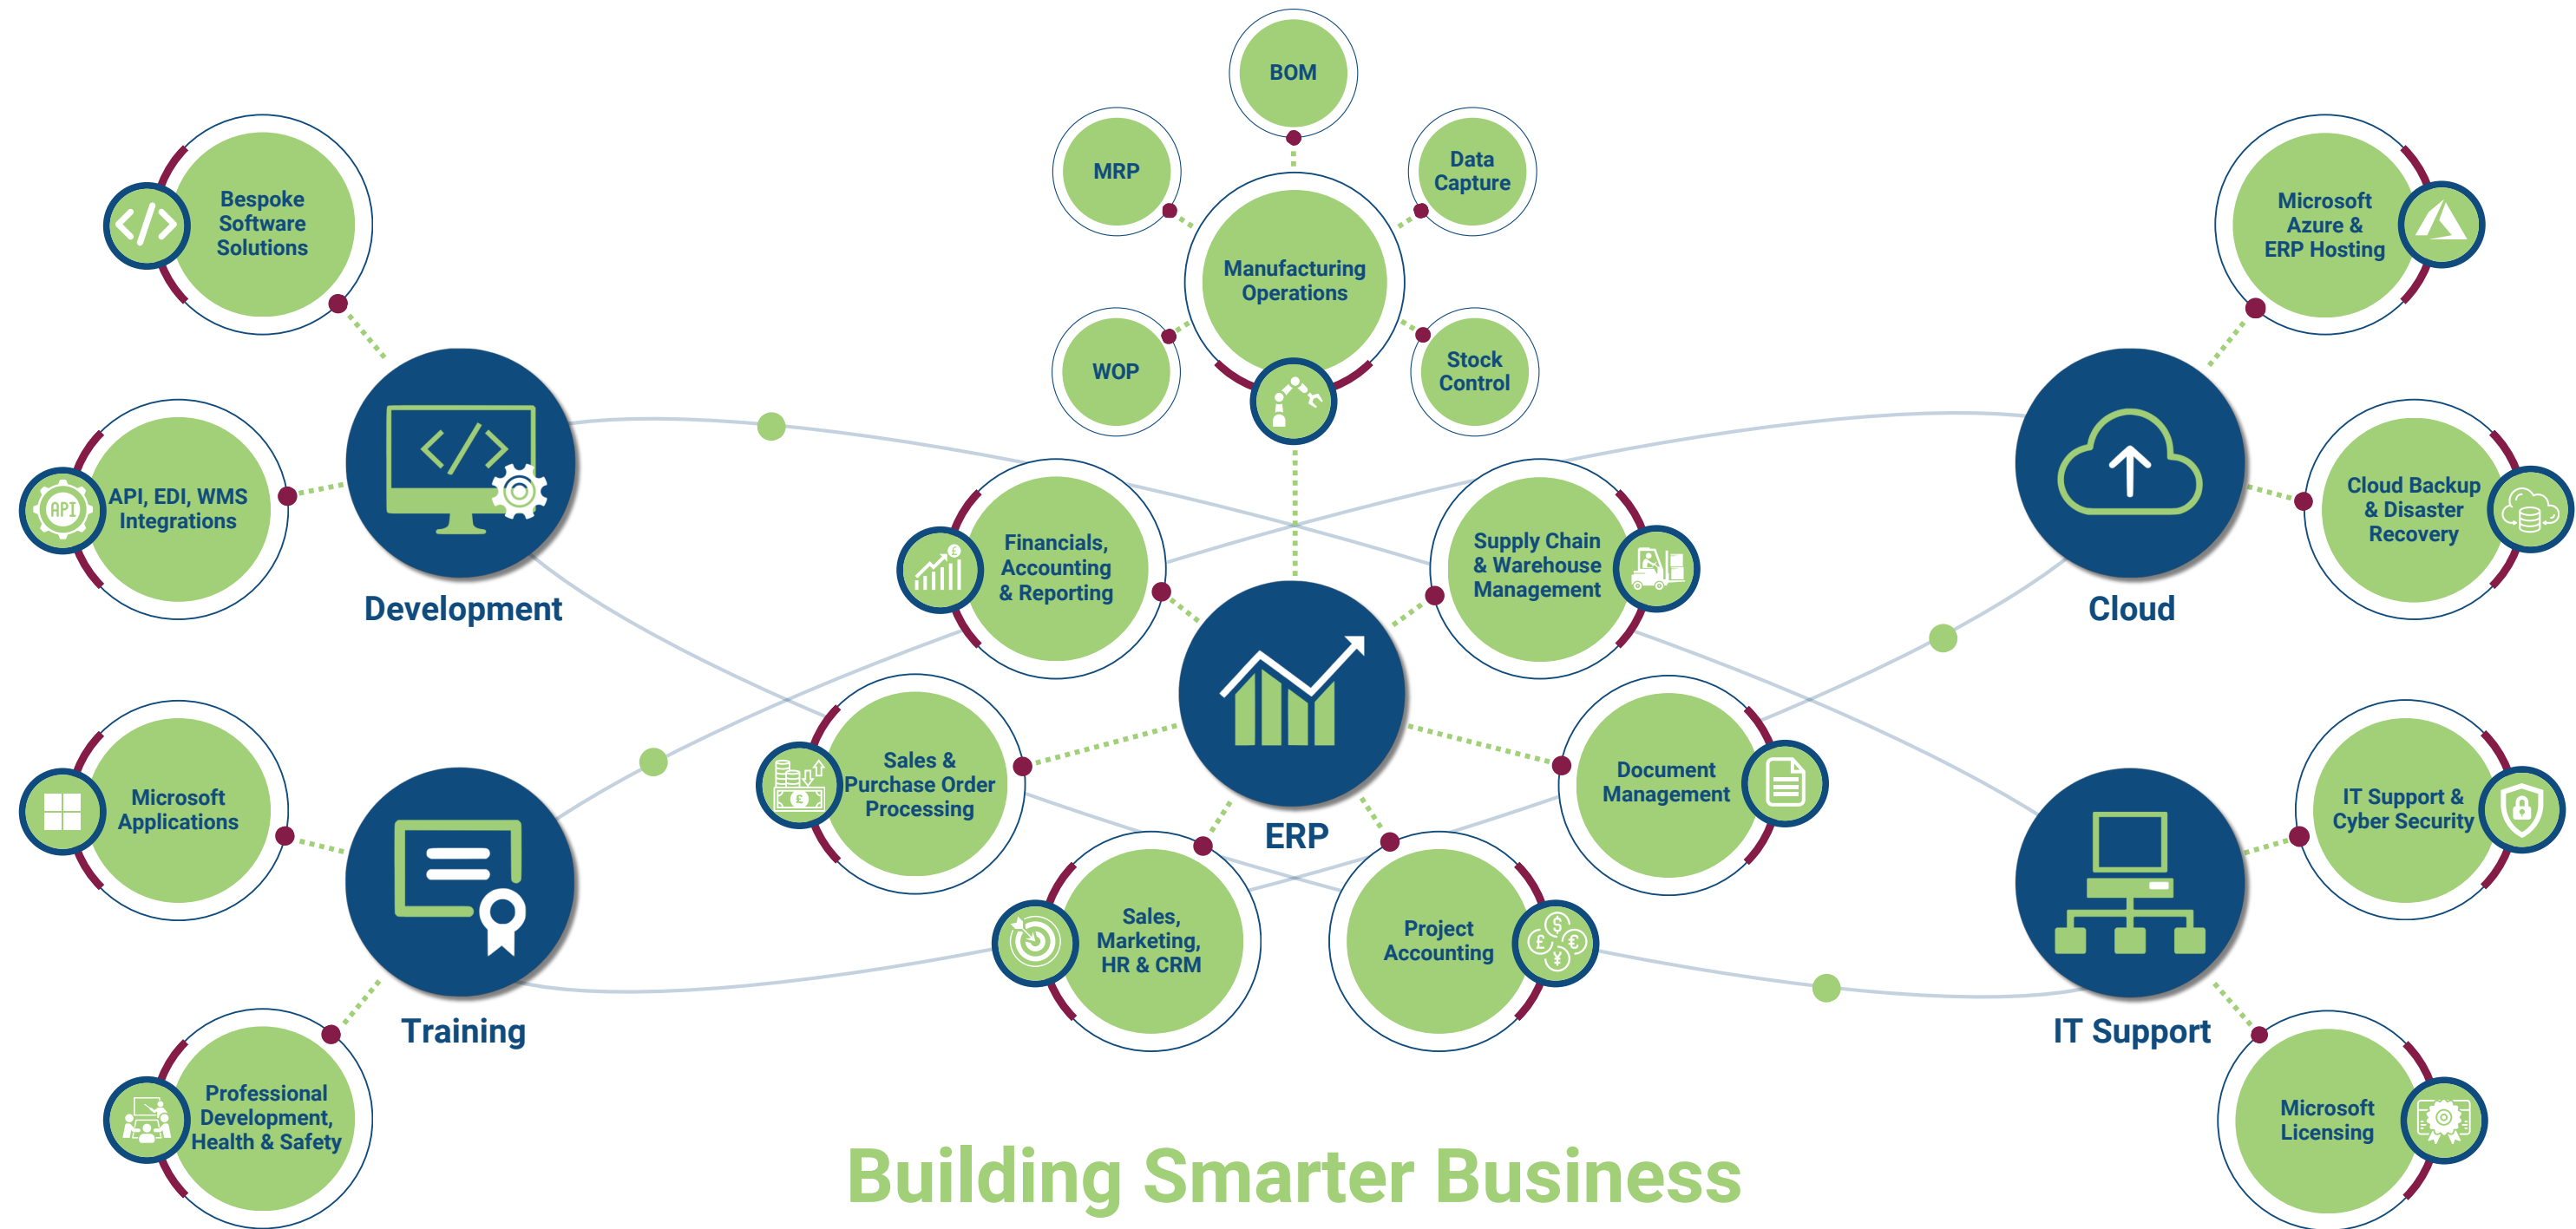 BOM
MRP
Data
Capture
Bespoke
Software
Solutions
Microsoft
Azure &
ERP Hosting
Manufacturing
Operations
WOP
Stock
Control
API, EDI, WMS
Integrations
API
Development
Financials,
Accounting
& Reporting
£
Supply Chain
& Warehouse
Management
Cloud
Cloud Backup
& Disaster
Recovery
Microsoft
Applications
Sales &
Purchase Order
Processing
£
ERP
Document
Management
IT Support &
Cyber Security
Training
Sales,
Marketing,
HR & CRM
Project
Accounting
$
£ €
¥
IT Support
Professional
Development,
Health & Safety
Microsoft
Licensing
Building Smarter Business